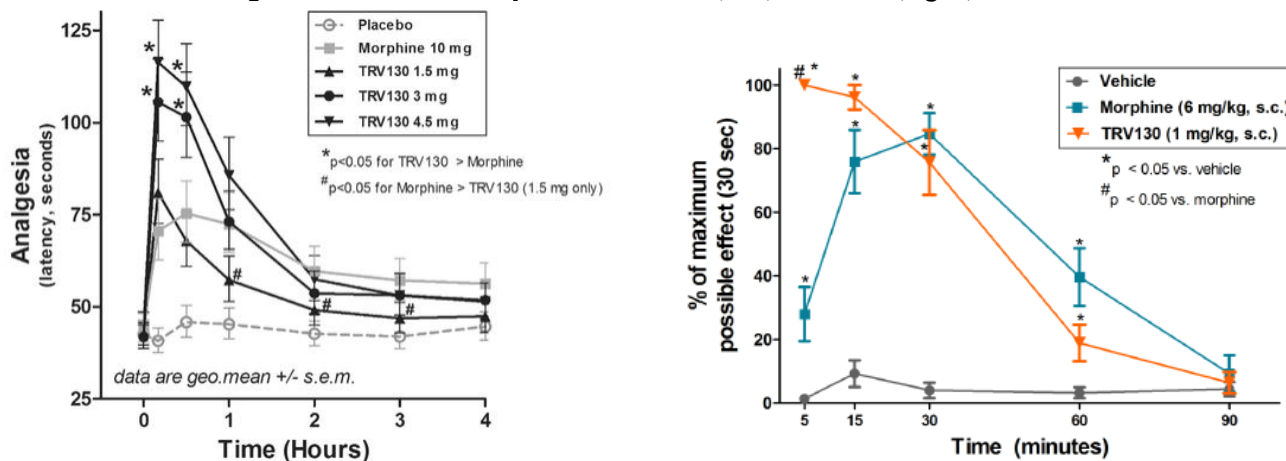 125
100
75
50
25
0
1
2
3
4
Analgesia
(latency, seconds)
Time (Hours)
Placebo
Morphine 10 mg
TRV130 1.5 mg
TRV130 3 mg
TRV130 4.5 mg
*p<0.05 for TRV130 > Morphine
#p<0.05 for Morphine > TRV130 (1.5 mg only)
*
*
*
*
#
#
#
data are geo.mean +/- s.e.m.
% of maximum
possible effect (30 sec)
100
80
60
40
20
0
5
15
30
60
90
Time (minutes)
# *
*
*
*
*
*
*
*
Vehicle
Morphine (6 mg/kg, s.c.)
TRV130 (1 mg/kg, s.c.)
*p < 0.05 vs. vehicle
#p < 0.05 vs. morphine